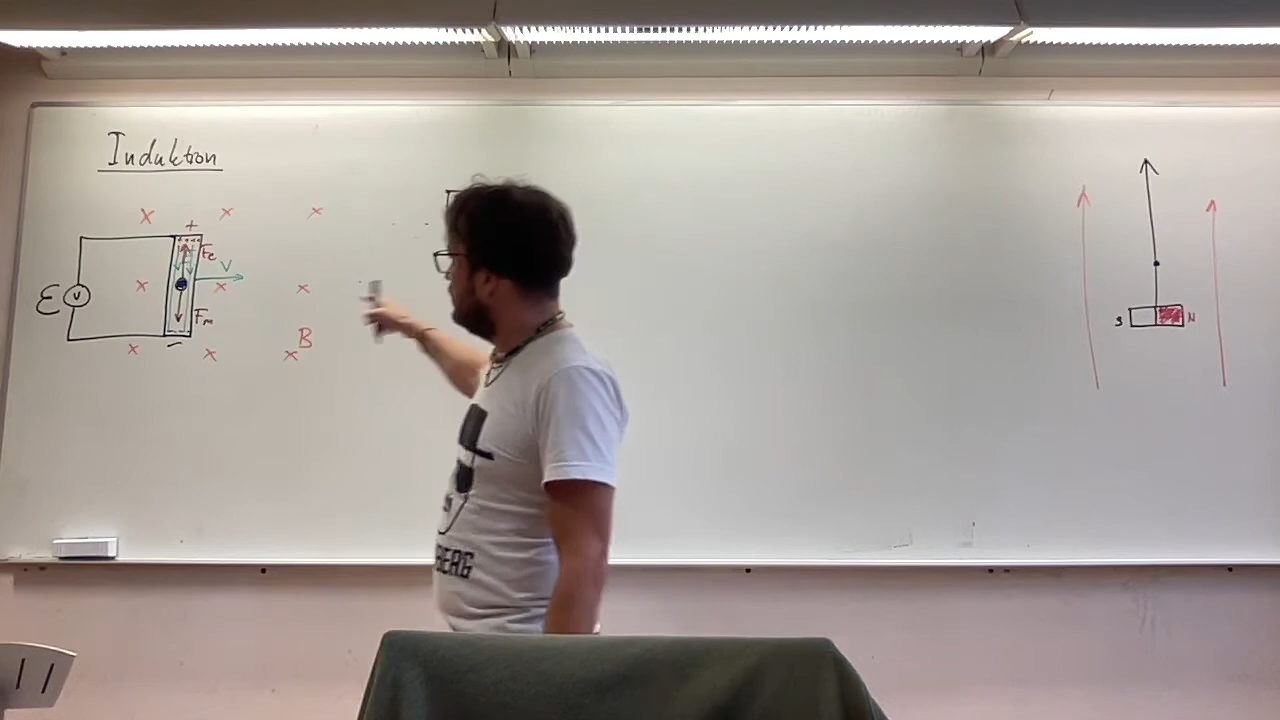 Induktion
x x x
+
Fe
v
x x x
ℰ V
Fm
B
x x x
-
S N
BERG